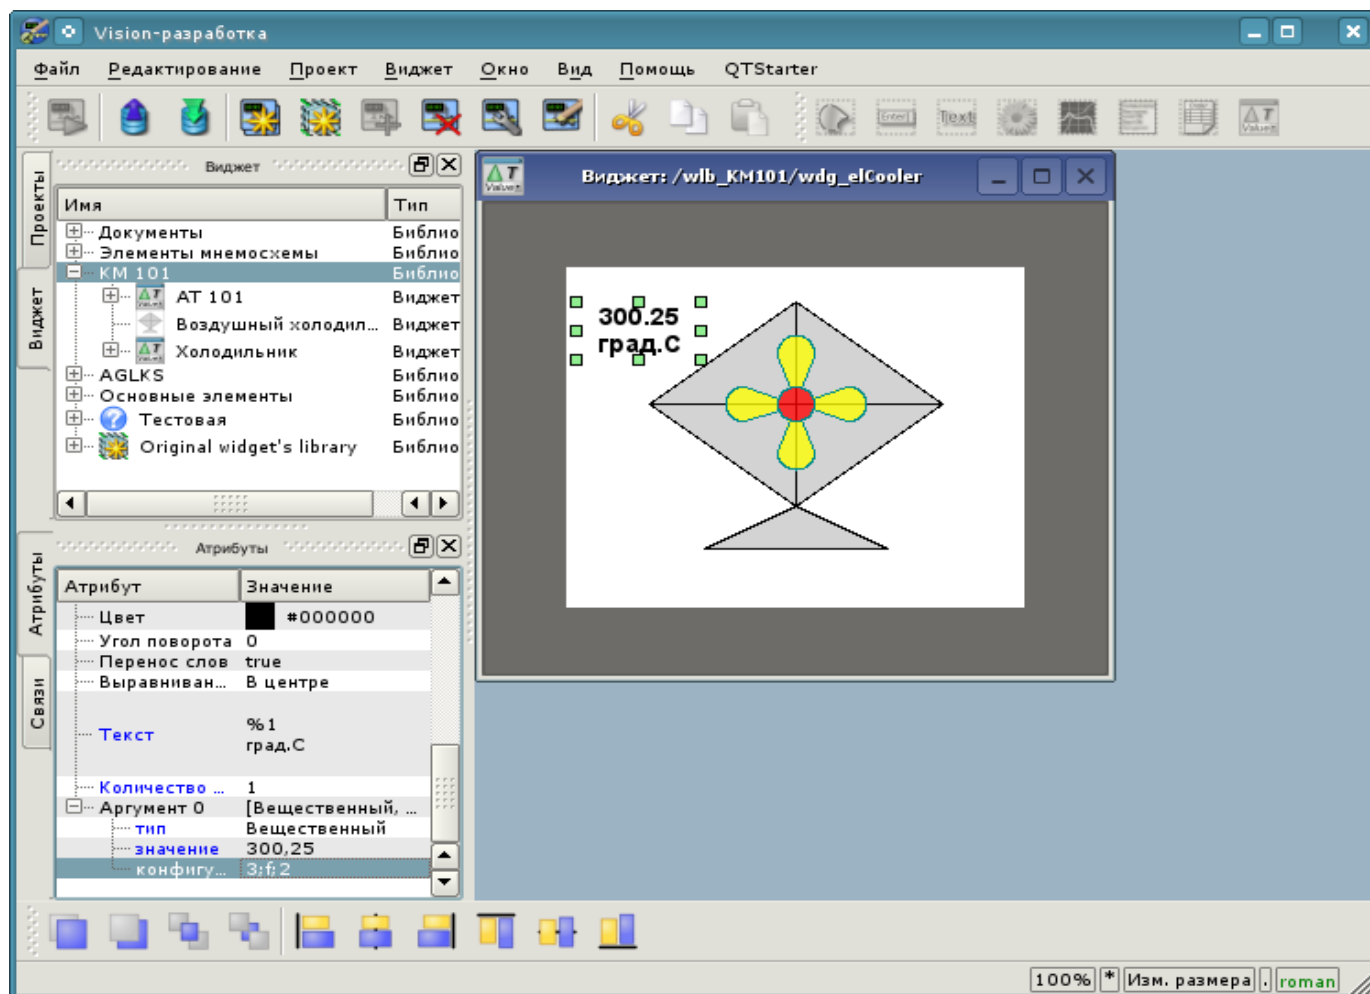 Vision-разработка
Файл Редактирование Проект Виджет Окно Вид Помощь QTStarter
Проекты
Виджет
Виджет
Имя Тип
Документы Библио
Элементы мнемосхемы Библио
КМ 101 Библио
АТ 101 Виджет
Воздушный холодил... Виджет
Холодильник Виджет
AGLKS Библио
Основные элементы Библио
Тестовая Библио
Original widget's library Библио
Атрибуты
Связи
Атрибуты
Атрибут Значение
Цвет #000000
Угол поворота 0
Перенос слов true
Выравниван... В центре
Текст %1
град.С
Количество ... 1
Аргумент 0 [Вещественный, ...
тип Вещественный
значение 300,25
конфигу... 3;f;2
Виджет: /wlb_KM101/wdg_elCooler
300.25
град.С
100% * Изм. размера . roman